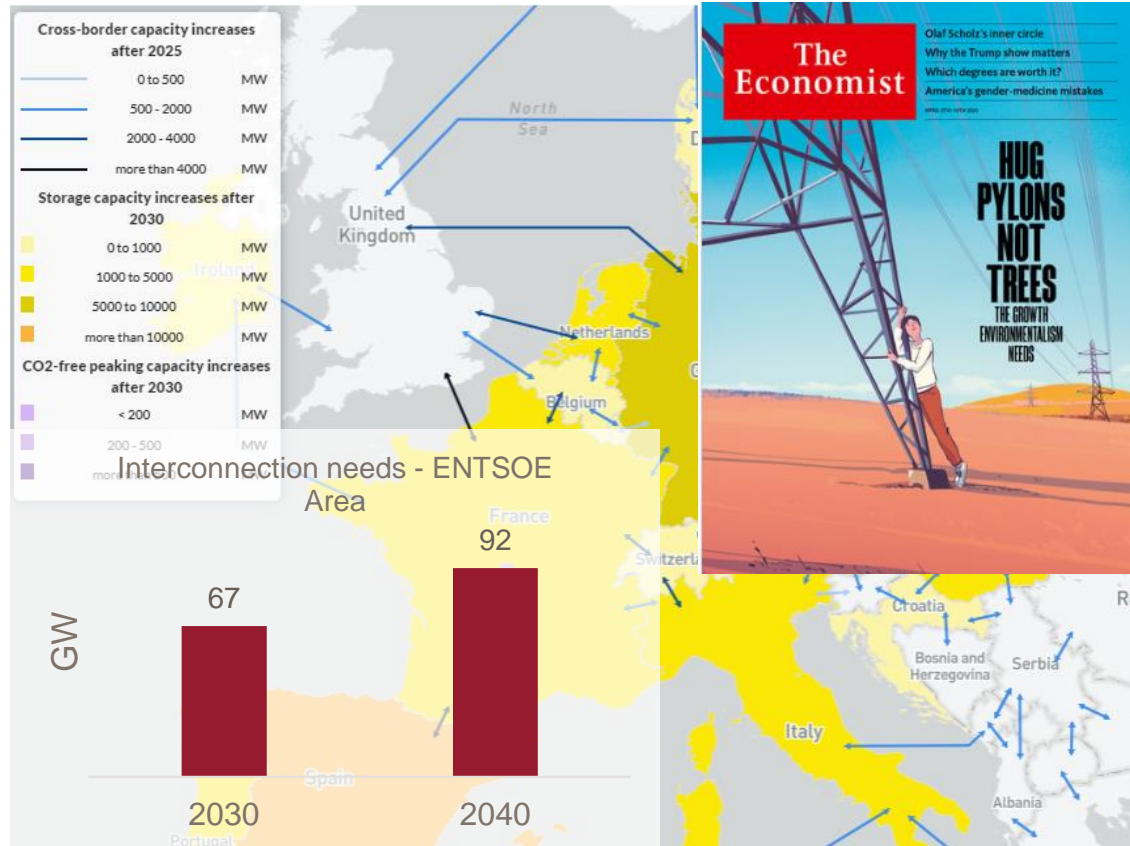 Cross-border capacity increases
after 2025
0 to 500 MW
500 - 2000 MW
2000 - 4000 MW
more than 4000 MW
Storage capacity increases after
2030
0 to 1000 MW
1000 to 5000 MW
5000 to 10000 MW
more than 10000 MW
CO2-free peaking capacity increases
after 2030
< 200 MW
200 - 500 MW
The
Economist
Olaf Scholz's inner circle
Why the Trump show matters
Which degrees are worth it?
America's gender-medicine mistakes
HUG
PYLONS
NOT
TREES
THE GROWTH
ENVIRONMENTALISM
NEEDS
North
Sea
United
Kingdom
Ireland
Netherlands
Belgium
France
Croatia
Bosnia and
Herzegovina
Serbia
Italy
Albania
Spain
Portugal
Interconnection needs - ENTSOE
Area
GW
67
92
2030
2040